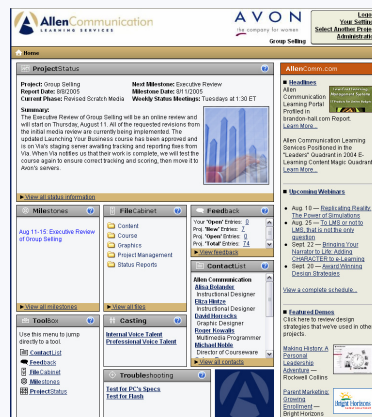 AllenCommunication
LEARNING SERVICES
AVON
the company for women
Group Selling
Logo
Your Setting
Select Another Proje
Administrati
Home
ProjectStatus
Project: Group Selling
Report Date: 8/8/2005
Current Phase: Revised Scratch Media
Next Milestone: Executive Review
Milestone Date: 8/11/2005
Weekly Status Meetings: Tuesdays at 1:30 ET
Summary:
The Executive Review of Group Selling will be an online review and
will start on Thursday, August 11. All of the requested revisions from
the initial media review are currently being implemented. The
updated Launching Your Business course has been approved and
is on Via's staging server awaiting tracking and reporting fixes from
Via. When Via notifies us that their work is complete, we will test the
course again to ensure correct tracking and scoring, then move it to
Avon's servers.
View all status information
Milestones
Aug 11-15: Executive Review
of Group Selling
View all milestones
FileCabinet
Content
Course
Graphics
Project Management
Status Reports
View all files
Feedback
Your 'Open' Entries: 0
Proj. 'New' Entries: 7
Proj. 'Open' Entries: 0
Proj. 'Total' Entries: 74
View feedback
ContactList
Allen Communication
Alisa Bolander
Instructional Designer
Eliza Hintze
Instructional Designer
David Horrocks
Graphic Designer
Roger Kowallis
Multimedia Programmer
Michael Noble
Director of Courseware
View all contacts
ToolBox
Use this menu to jump
directly to a tool.
ContactList
Feedback
FileCabinet
Milestones
ProjectStatus
Casting
Internal Voice Talent
Professional Voice Talent
Troubleshooting
Test for PC's Specs
Test for Flash
AllenComm.com
Headlines
Allen
Communication
Learning Portal
Profiled in
brandon-hall.com Report.
Learn More...
Allen Communication Learning
Services Positioned in the
"Leaders" Quadrant in 2004 E-
Learning Content Magic Quadrant
Learn More...
Upcoming Webinars
Aug. 10 — Replicating Reality:
The Power of Simulations
Aug. 25 — To LMS or not to
LMS, that is not the only
question
Sept. 22 — Bringing Your
Narrator to Life: Adding
CHARACTER to e-Learning
Sept. 22 — Award Winning
Design Strategies
View a complete schedule...
Featured Demos
Click here to review design
strategies that we've used in other
projects.
Making History: A
Personal
Leadership
Adventure —
Rockwell Collins
Parent Marketing:
Growing
Enrollment —
Bright Horizons
Bright Horizons